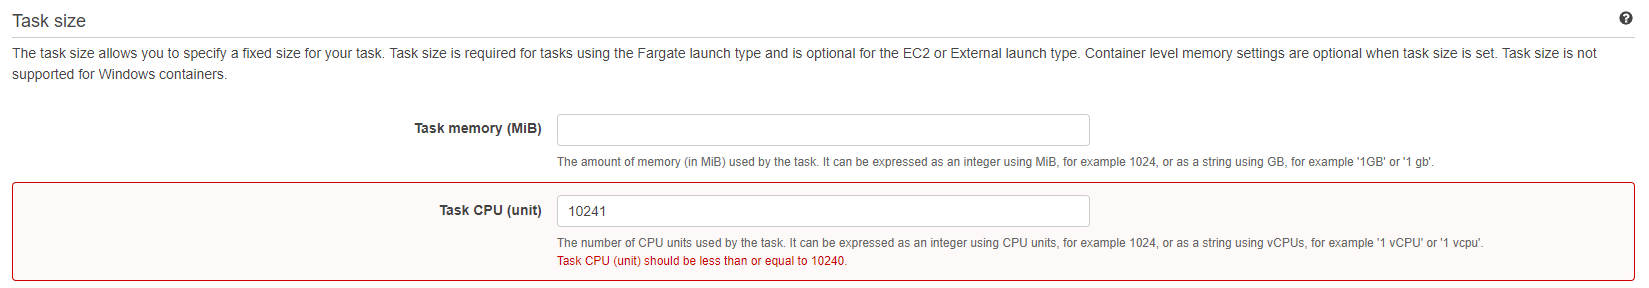 Task size
The task size allows you to specify a fixed size for your task. Task size is required for tasks using the Fargate launch type and is optional for the EC2 or External launch type. Container level memory settings are optional when task size is set. Task size is not
supported for Windows containers.
Task memory (MiB)
The amount of memory (in MiB) used by the task. It can be expressed as an integer using MiB, for example 1024, or as a string using GB, for example '1GB' or '1 gb'.
Task CPU (unit) 10241
The number of CPU units used by the task. It can be expressed as an integer using CPU units, for example 1024, or as a string using vCPUs, for example '1 vCPU' or '1 vcpu'.
Task CPU (unit) should be less than or equal to 10240.